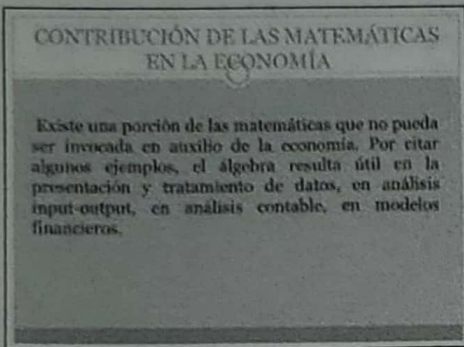 CONTRIBUCIÓN DE LAS MATEMÁTICAS
EN LA ECONOMÍA
Existe una porción de las matemáticas que no pueda
ser invocada en auxilio de la economía. Por citar
algunos ejemplos, el álgebra resulta útil en la
presentación y tratamiento de datos, en análisis
input-output, en análisis contable, en modelos
financieros.